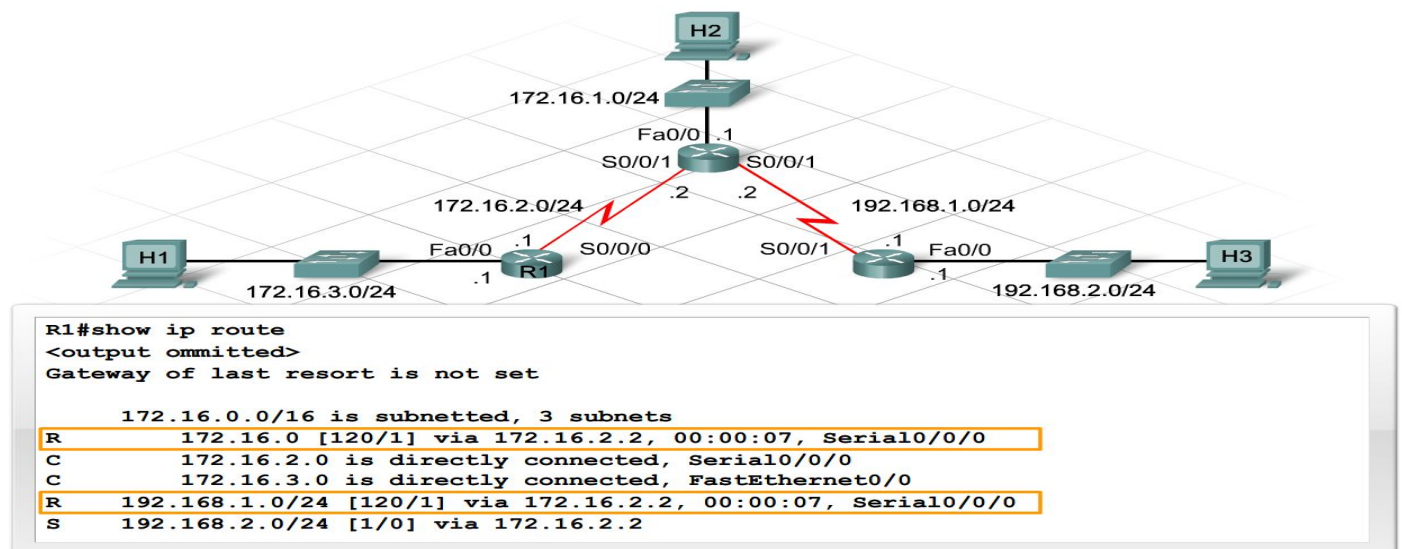 H2
172.16.1.0/24
Fa0/0 .1
S0/0/1 S0/0/1
.2 .2
172.16.2.0/24 192.168.1.0/24
H1 Fa0/0 .1 S0/0/0 S0/0/1 .1 Fa0/0 H3
.1 R1 .1
172.16.3.0/24 192.168.2.0/24
R1#show ip route
<output ommitted>
Gateway of last resort is not set
172.16.0.0/16 is subnetted, 3 subnets
R 172.16.0 [120/1] via 172.16.2.2, 00:00:07, Serial0/0/0
C 172.16.2.0 is directly connected, Serial0/0/0
C 172.16.3.0 is directly connected, FastEthernet0/0
R 192.168.1.0/24 [120/1] via 172.16.2.2, 00:00:07, Serial0/0/0
S 192.168.2.0/24 [1/0] via 172.16.2.2